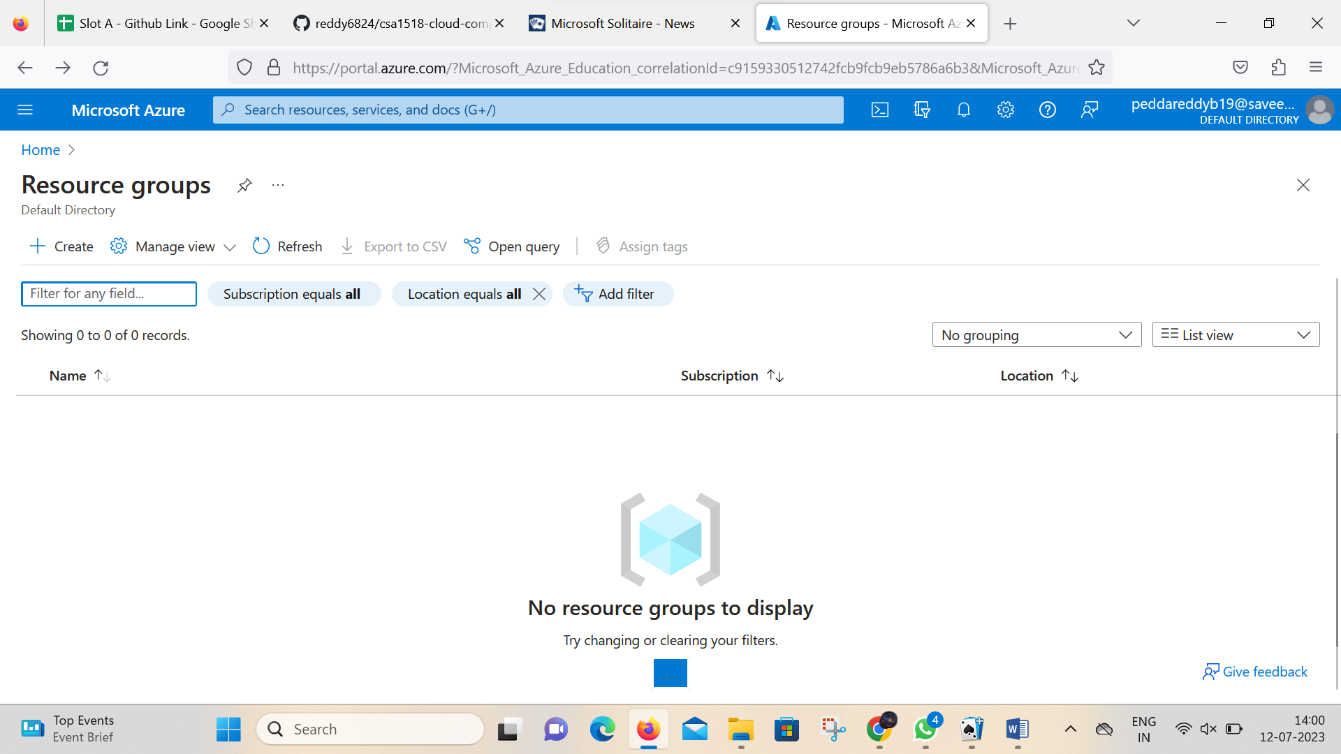 Slot A - Github Link - Google Sh
reddy6824/csa1518-cloud-com
Microsoft Solitaire - News
Resource groups - Microsoft Az
https://portal.azure.com/?Microsoft_Azure_Education_correlationId=c9159330512742fcb9fcb9eb5786a6b3&Microsoft_Azure
Microsoft Azure
Search resources, services, and docs (G+/)
peddareddyb19@savee...
DEFAULT DIRECTORY
Home
Resource groups
...
Default Directory
Create
Manage view
Refresh
Export to CSV
Open query
Assign tags
Filter for any field...
Subscription equals all
Location equals all
Add filter
Showing 0 to 0 of 0 records.
No grouping
List view
Name
Subscription
Location
No resource groups to display
Try changing or clearing your filters.
Give feedback
Top Events
Event Brief
Search
4
ENG
IN
14:00
12-07-2023